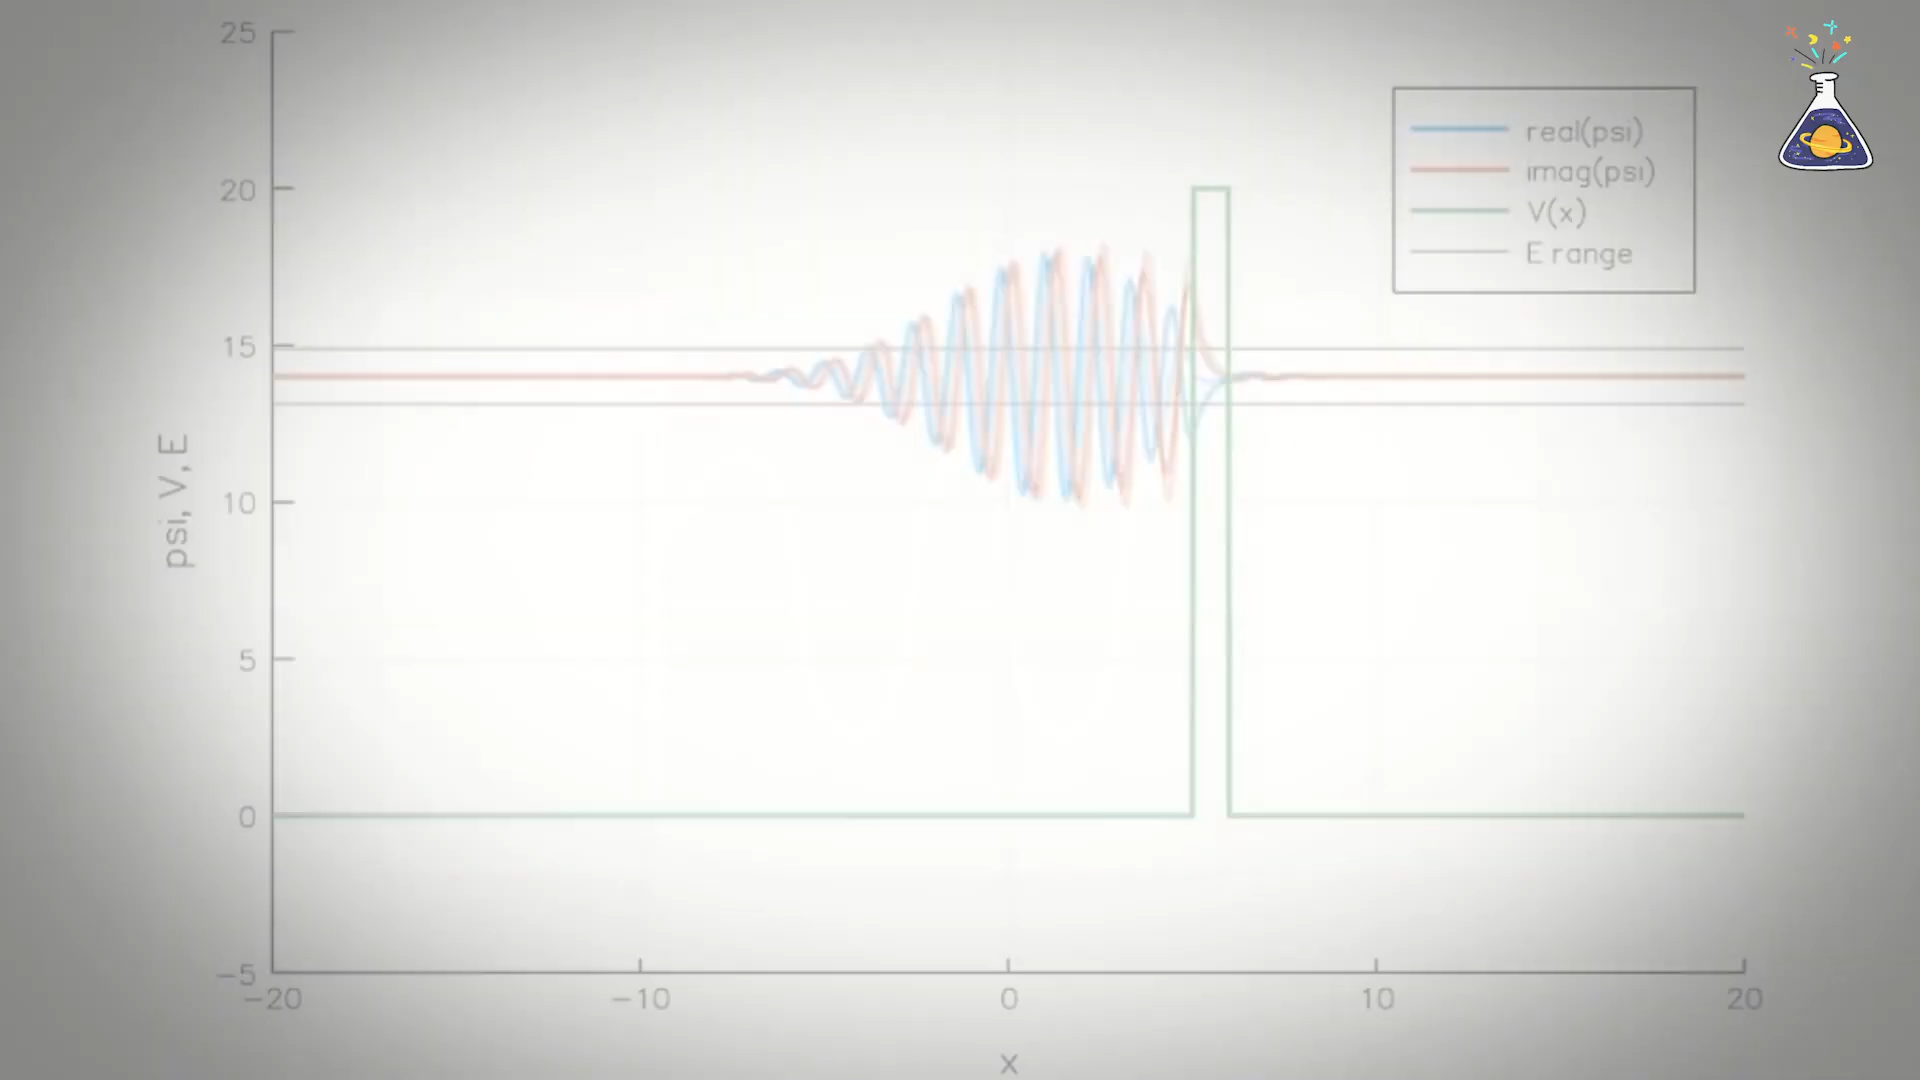 25
20
15
10
5
0
−5
psi, V, E
real(psi)
imag(psi)
V(x)
E range
−20
−10
0
10
20
x